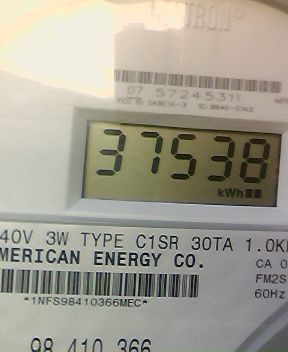 TRON®
07 57245311
37538
kWh
40V 3W TYPE C1SR 30TA 1.0K
MERICAN ENERGY CO.
CA 0
FM2S
60Hz
*1NFS98410366MEC*
98 410 366